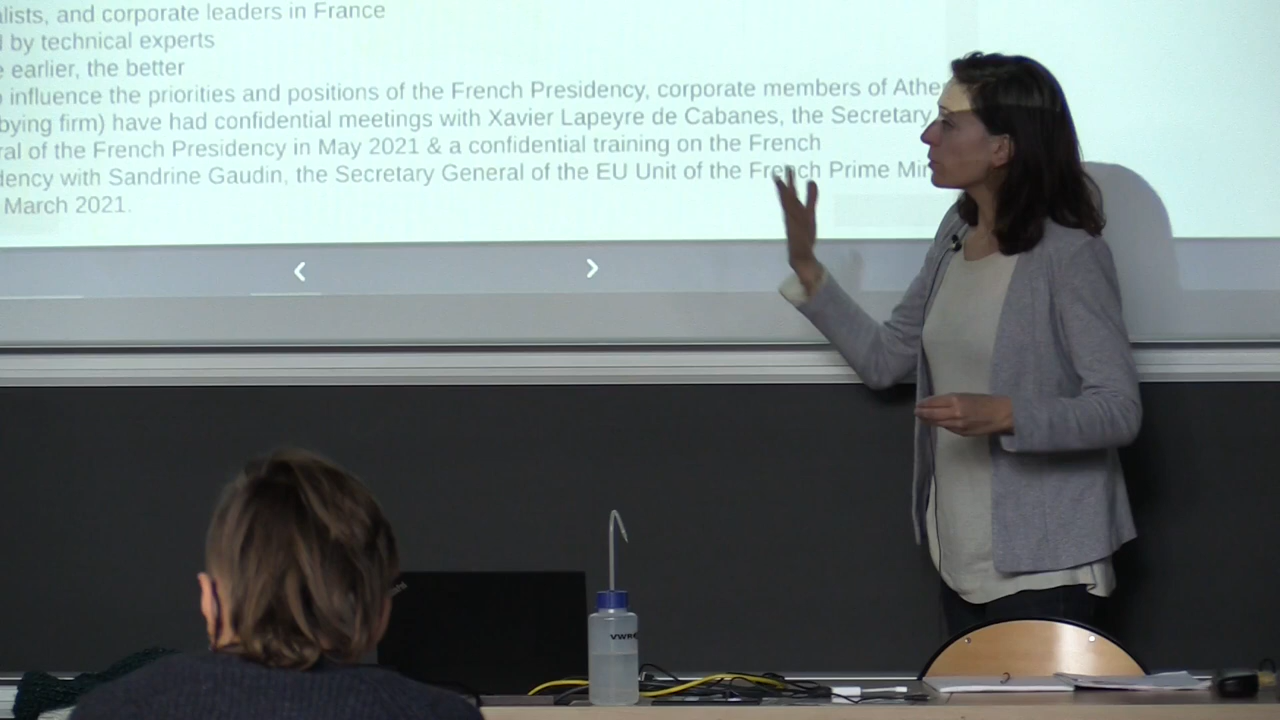 lists, and corporate leaders in France
by technical experts
earlier, the better
influence the priorities and positions of the French Presidency, corporate members of Athe
bying firm) have had confidential meetings with Xavier Lapeyre de Cabanes, the Secretary
ral of the French Presidency in May 2021 & a confidential training on the French
dency with Sandrine Gaudin, the Secretary General of the EU Unit of the French Prime Min
March 2021.
VWR